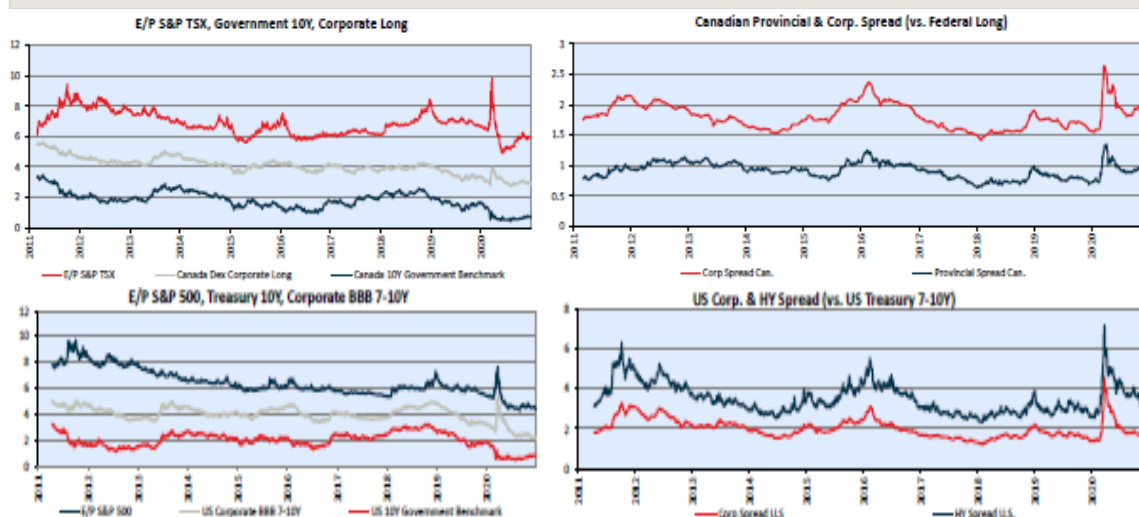 E/P S&P TSX, Government 10Y, Corporate Long
12
10
8
6
4
2
0
2011 2012 2013 2014 2015 2016 2017 2018 2019 2020
E/P S&P TSX Canada Dex Corporate Long Canada 10Y Government Benchmark
Canadian Provincial & Corp. Spread (vs. Federal Long)
3
2.5
2
1.5
1
0.5
0
2011 2012 2013 2014 2015 2016 2017 2018 2019 2020
Corp Spread Can. Provincial Spread Can.
E/P S&P 500, Treasury 10Y, Corporate BBB 7-10Y
12
10
8
6
4
2
0
2011 2012 2013 2014 2015 2016 2017 2018 2019 2020
E/P S&P 500 US Corporate BBB 7-10Y US 10Y Government Benchmark
US Corp. & HY Spread (vs. US Treasury 7-10Y)
8
6
4
2
0
2011 2012 2013 2014 2015 2016 2017 2018 2019 2020
Corp Spread U.S HY Spread U.S.